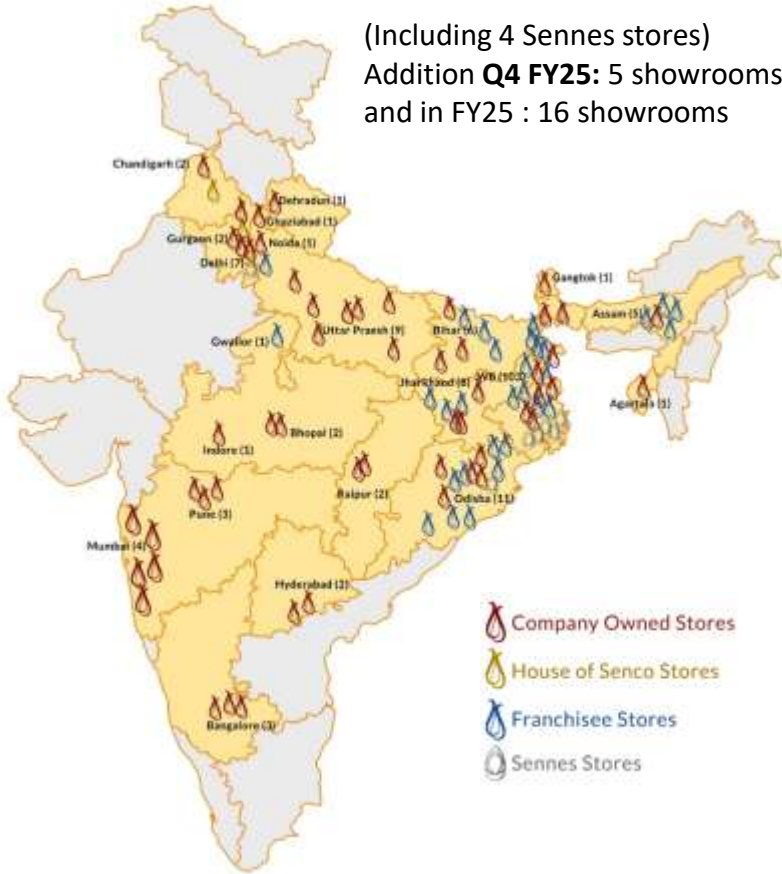 (Including 4 Sennes stores)
Addition Q4 FY25: 5 showrooms
and in FY25 : 16 showrooms
Chandigarh (2)
Dehradun (1)
Ghaziabad (1)
Gurgaon (2)
Noida (1)
Delhi (7)
Gangtok (1)
Assam (5)
Uttar Praesh (9)
Bihar
Gwalior (1)
Jharkhand (8)
Agartala (1)
Bhopal (2)
Indore (1)
Raipur (2)
Odisha (11)
Pune (3)
Mumbai (4)
Hyderabad (2)
Company Owned Stores
House of Senco Stores
Franchisee Stores
Sennes Stores
Bangalore (3)